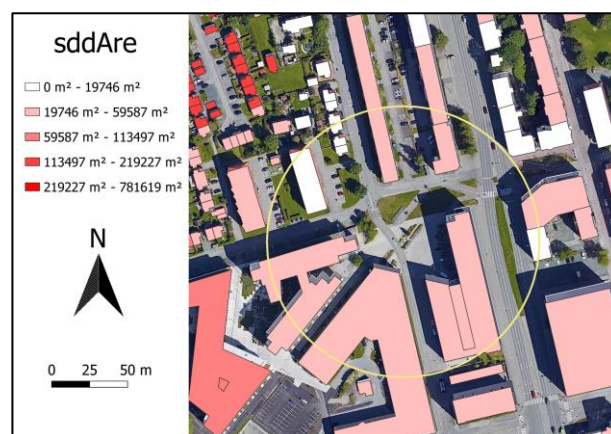 sddAre
0 m² - 19746 m²
19746 m² - 59587 m²
59587 m² - 113497 m²
113497 m² - 219227 m²
219227 m² - 781619 m²
N
0 25 50 m